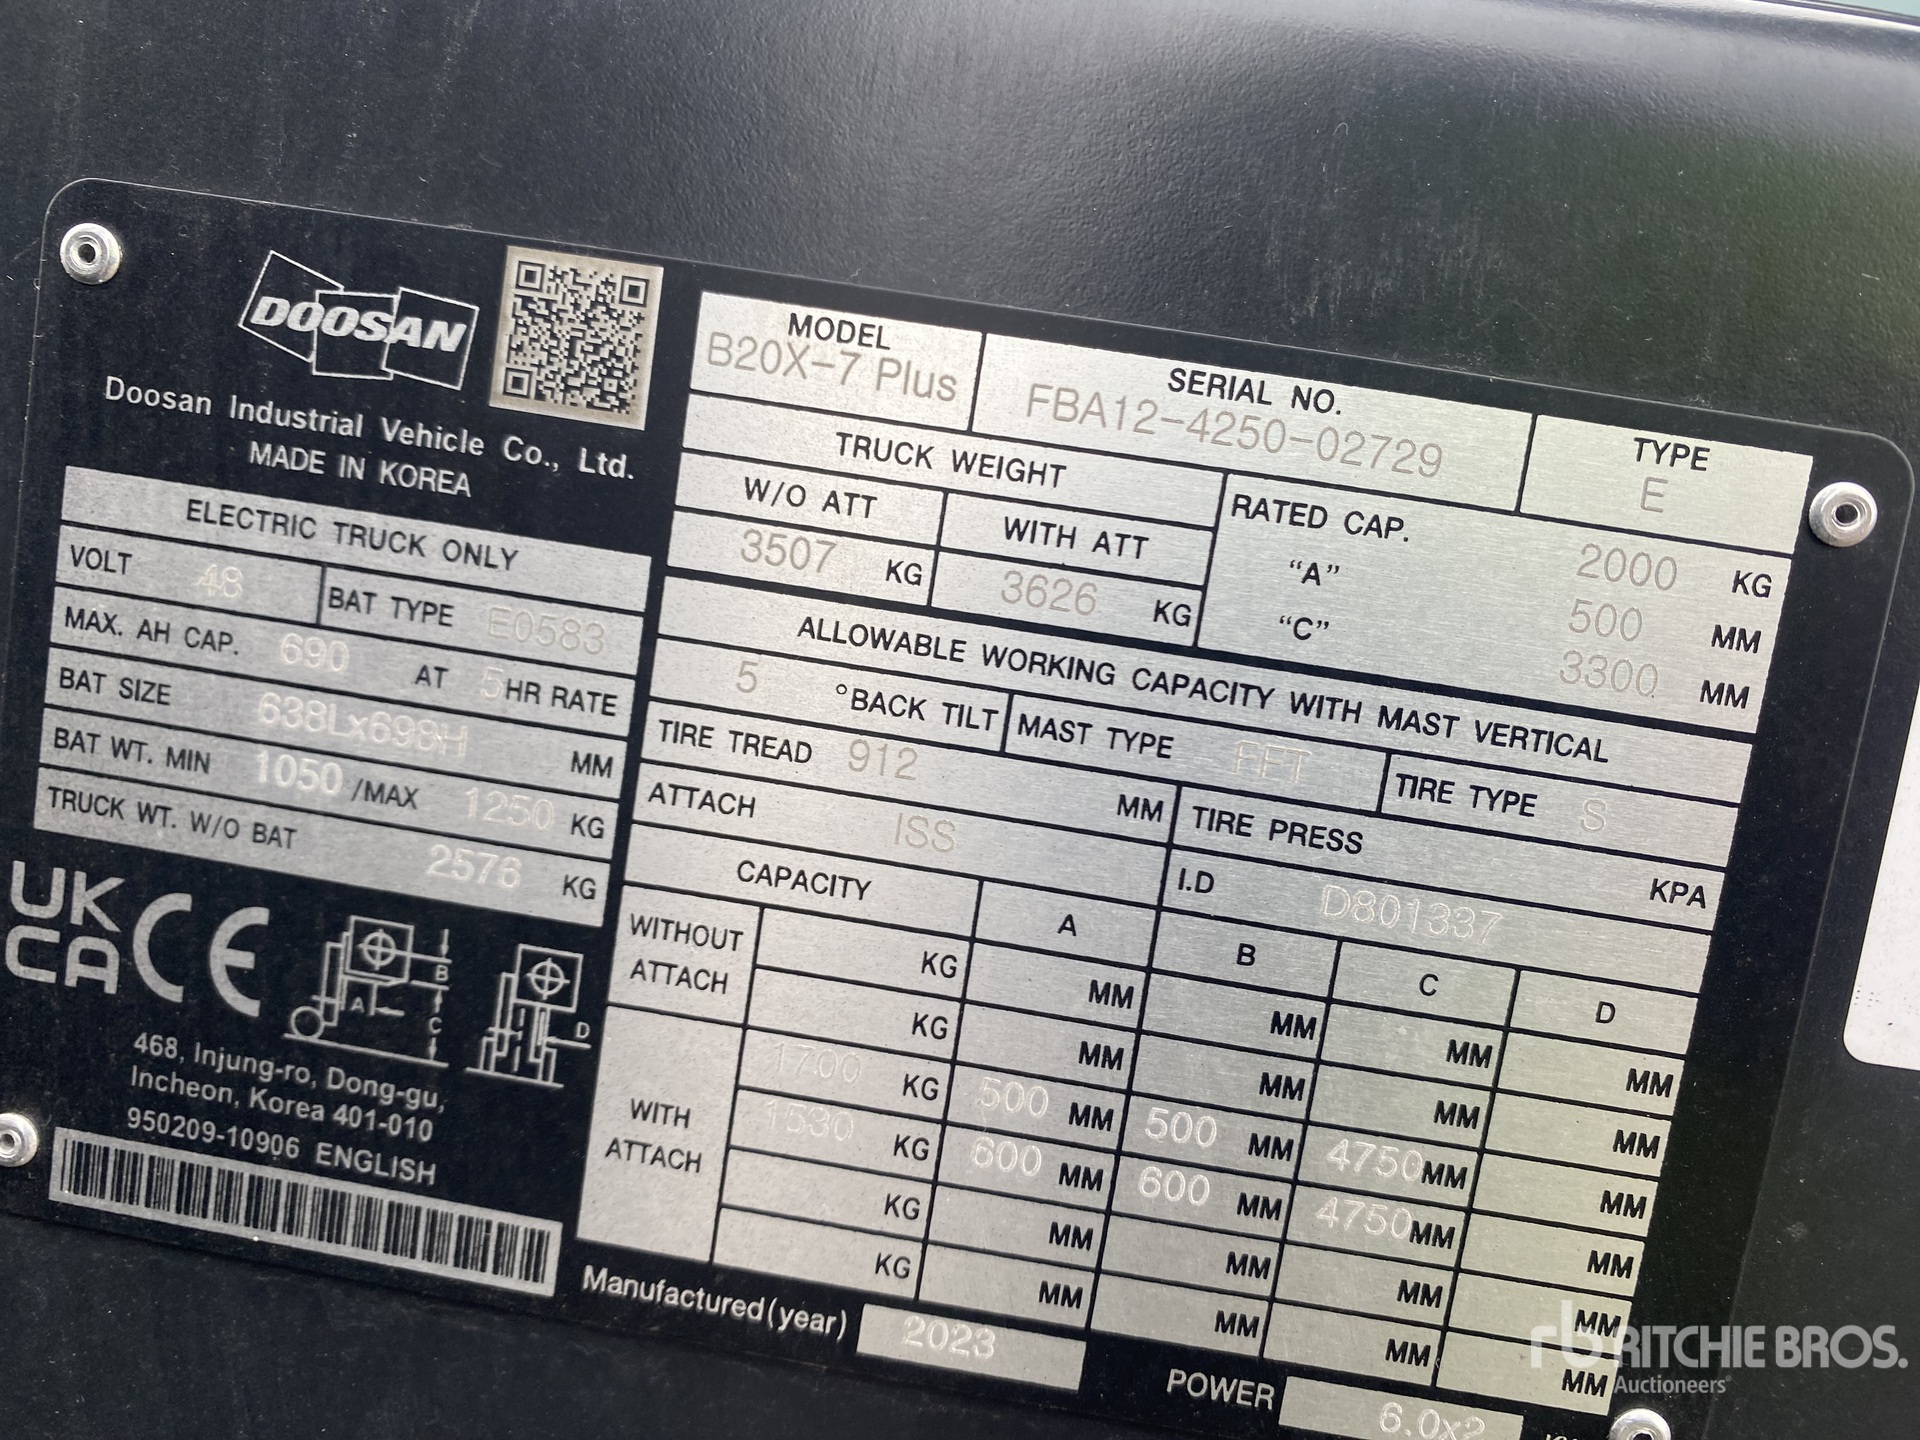 DOOSAN
Doosan Industrial Vehicle Co., Ltd.
MADE IN KOREA
ELECTRIC TRUCK ONLY
VOLT 48 BAT TYPE E0583
MAX. AH CAP. 690 AT 5 HR RATE
BAT SIZE 638Lx698H MM
BAT WT. MIN 1050 /MAX 1250 KG
TRUCK WT. W/O BAT 2576 KG
UK
CA CE
A B C D
468, Injung-ro, Dong-gu,
Incheon, Korea 401-010
950209-10906 ENGLISH
MODEL SERIAL NO. TYPE
B20X-7 Plus FBA12-4250-02729 E
TRUCK WEIGHT RATED CAP. 2000 KG
W/O ATT WITH ATT "A" 500 MM
3507 KG 3626 KG "C" 3300 MM
ALLOWABLE WORKING CAPACITY WITH MAST VERTICAL
5 °BACK TILT MAST TYPE FFT TIRE TYPE S
TIRE TREAD 912 MM TIRE PRESS KPA
ATTACH ISS I.D D801337
CAPACITY A B C D
WITHOUT ATTACH KG MM MM MM MM
KG MM MM MM MM
WITH ATTACH 1700 KG 500 MM 500 MM 4750 MM MM
1530 KG 600 MM 600 MM 4750 MM MM
KG MM MM MM MM
KG MM MM MM MM
Manufactured(year) 2023
POWER 6.0x2
rb RITCHIE BROS.
Auctioneers